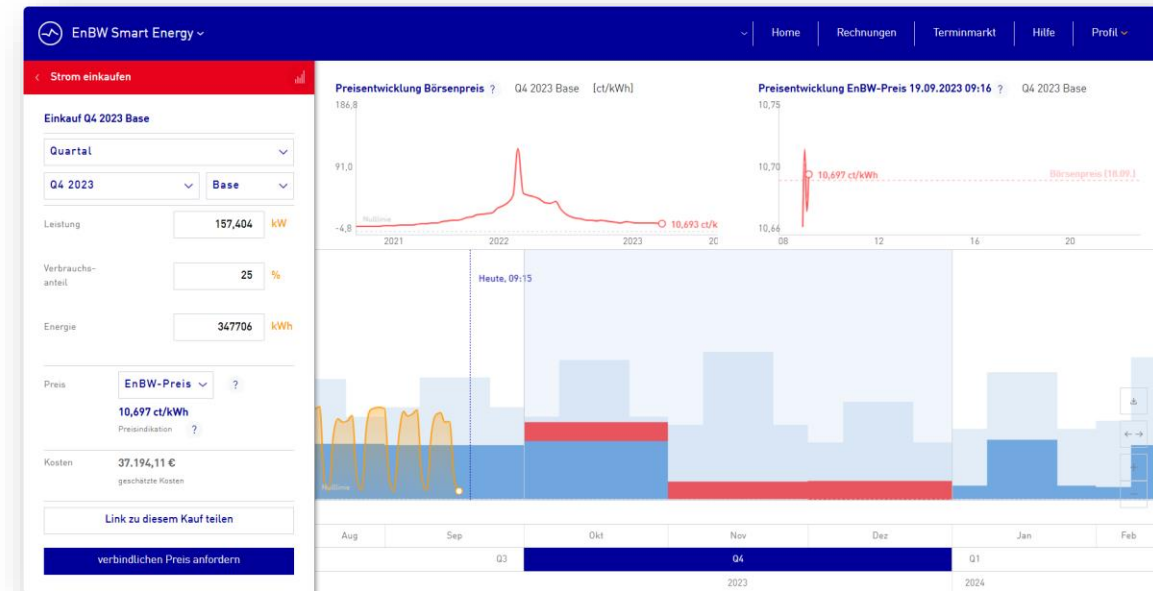 EnBW Smart Energy
Home
Rechnungen
Terminmarkt
Hilfe
Profil
Strom einkaufen
Einkauf Q4 2023 Base
Quartal
Q4 2023
Base
Leistung
157,404
kW
Verbrauchs-
anteil
25
%
Energie
347706
kWh
Preis
EnBW-Preis
?
10,697 ct/kWh
Preisindikation ?
Kosten
37.194,11 €
geschätzte Kosten
Link zu diesem Kauf teilen
verbindlichen Preis anfordern
Preisentwicklung Börsenpreis ? Q4 2023 Base [ct/kWh]
186,8
91,0
Nulllinie
-4,8
10,693 ct/k
2021
2022
2023
20
Preisentwicklung EnBW-Preis 19.09.2023 09:16 ? Q4 2023 Base
10,75
10,70
10,697 ct/kWh
Börsenpreis (18.09.)
10,66
08
12
16
20
Heute, 09:15
Nulllinie
Aug
Sep
Okt
Nov
Dez
Jan
Feb
Q3
Q4
Q1
2023
2024